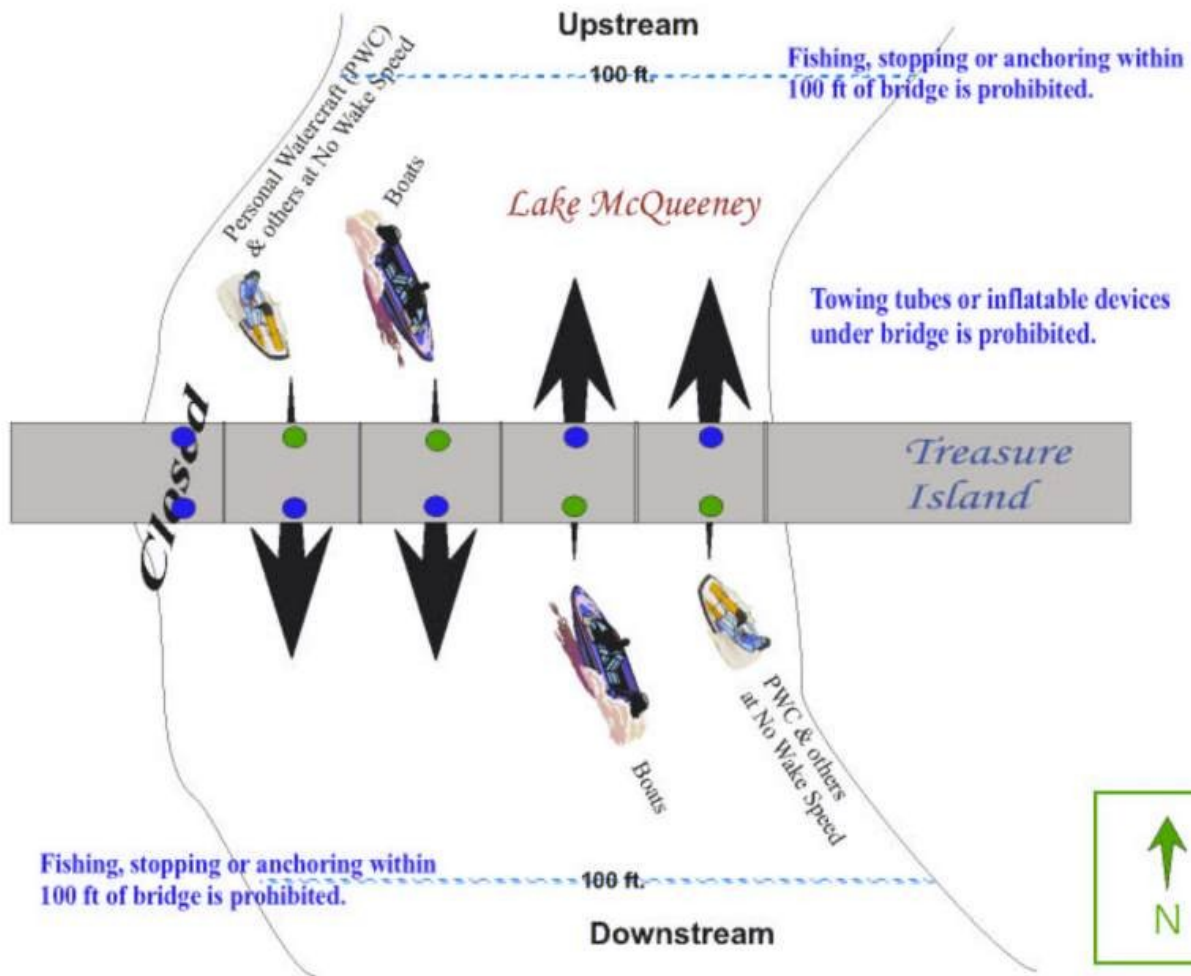 Upstream
100 ft.
Fishing, stopping or anchoring within
100 ft of bridge is prohibited.
Personal Watercraft (PWC)
& others at No Wake Speed
Boats
Lake McQueeney
Towing tubes or inflatable devices
under bridge is prohibited.
Closed
Treasure
Island
Boats
PWC & others
at No Wake Speed
Fishing, stopping or anchoring within
100 ft of bridge is prohibited.
100 ft.
Downstream
N